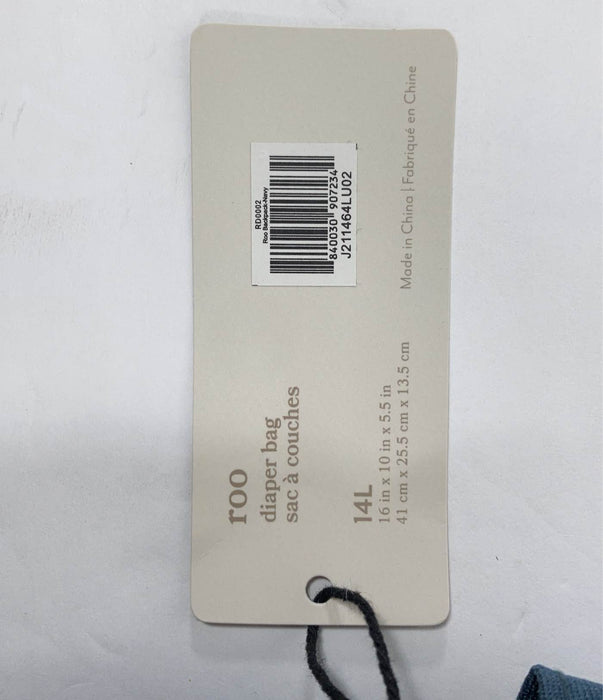 roo
diaper bag
sac à couches
14L
16 in x 10 in x 5.5 in
41 cm x 25.5 cm x 13.5 cm
RD0002
Roo Backpack-Navy
840030 907234
J211464LU02
Made in China | Fabriqué en Chine